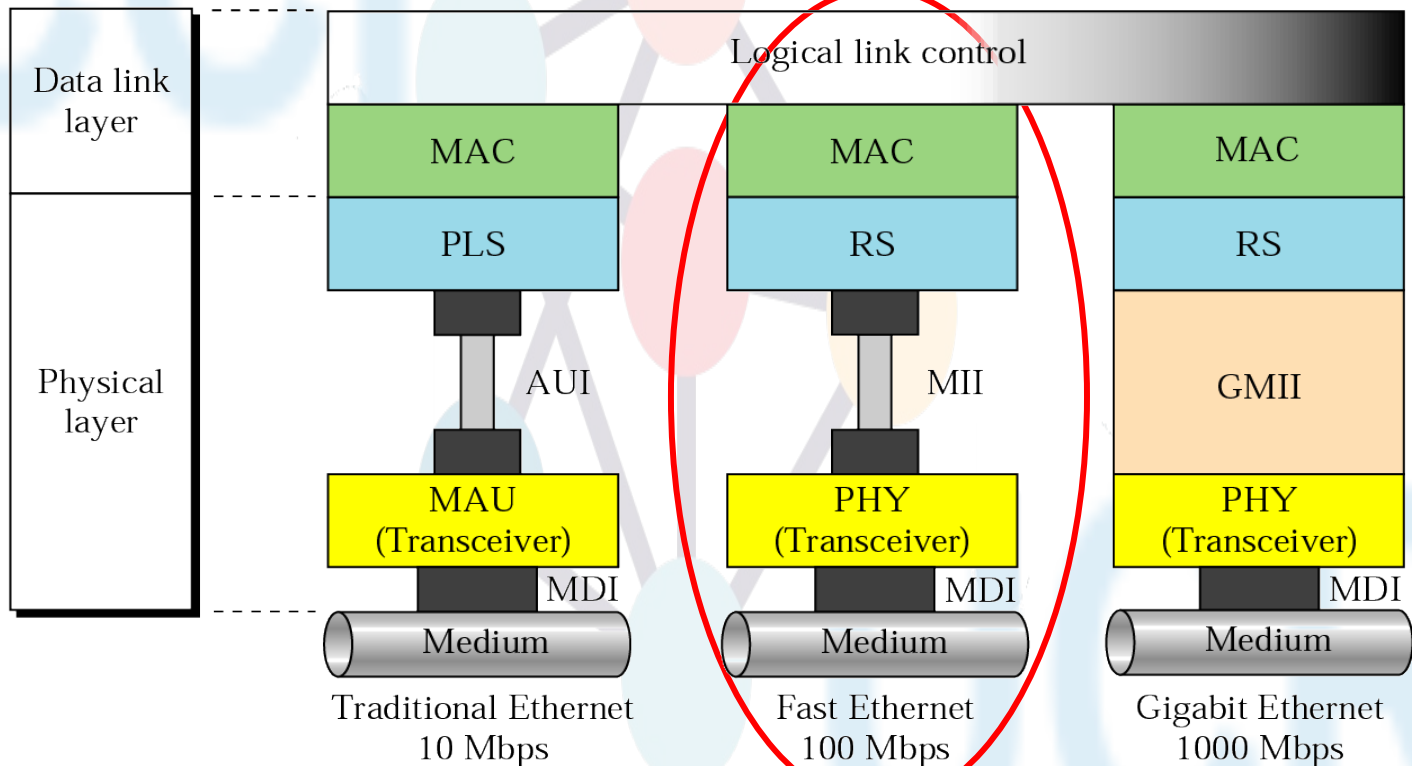 Data link
layer
Physical
layer
Logical link control
MAC
PLS
AUI
MAU
(Transceiver)
MDI
Medium
Traditional Ethernet
10 Mbps
MAC
RS
MII
PHY
(Transceiver)
MDI
Medium
Fast Ethernet
100 Mbps
MAC
RS
GMII
PHY
(Transceiver)
MDI
Medium
Gigabit Ethernet
1000 Mbps